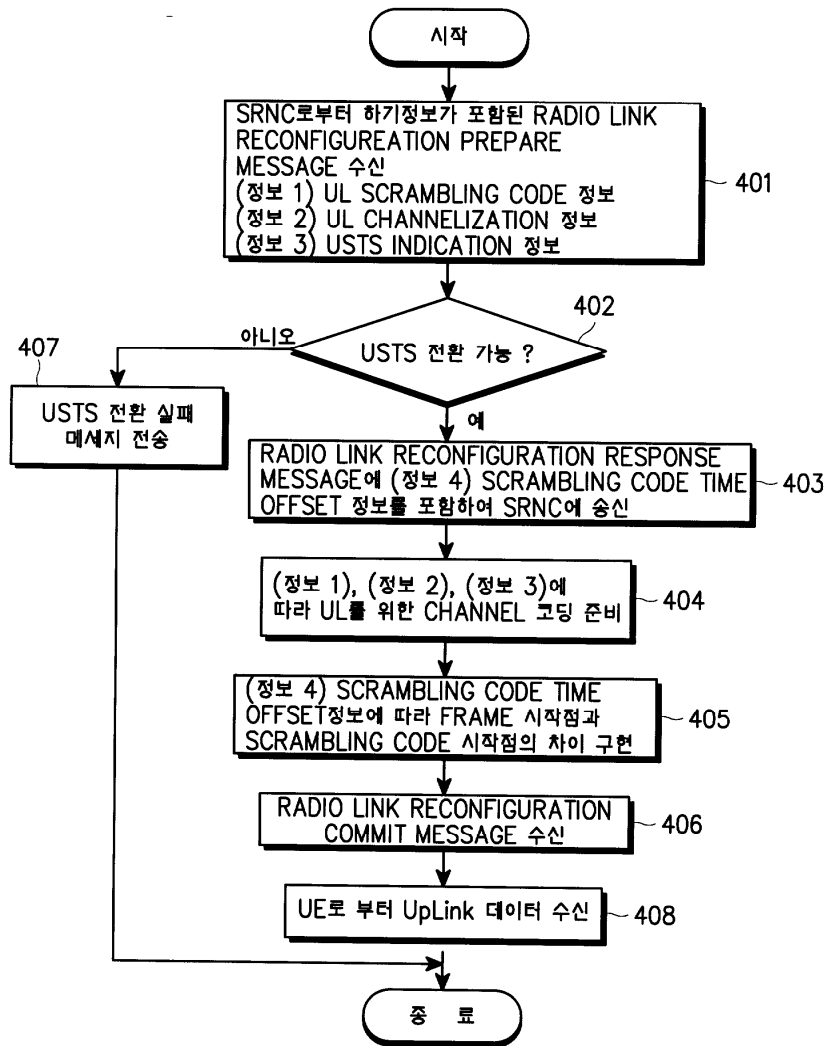 시작
SRNC로부터 하기정보가 포함된 RADIO LINK
RECONFIGUREATION PREPARE
MESSAGE 수신
(정보 1) UL SCRAMBLING CODE 정보
(정보 2) UL CHANNELIZATION 정보
(정보 3) USTS INDICATION 정보
401
402
아니오
USTS 전환 가능 ?
407
USTS 전환 실패
메세지 전송
예
RADIO LINK RECONFIGURATION RESPONSE
MESSAGE에 (정보 4) SCRAMBLING CODE TIME
OFFSET 정보를 포함하여 SRNC에 송신
403
(정보 1), (정보 2), (정보 3)에
따라 UL를 위한 CHANNEL 코딩 준비
404
(정보 4) SCRAMBLING CODE TIME
OFFSET정보에 따라 FRAME 시작점과
SCRAMBLING CODE 시작점의 차이 구현
405
RADIO LINK RECONFIGURATION
COMMIT MESSAGE 수신
406
UE로 부터 UpLink 데이터 수신
408
종 료